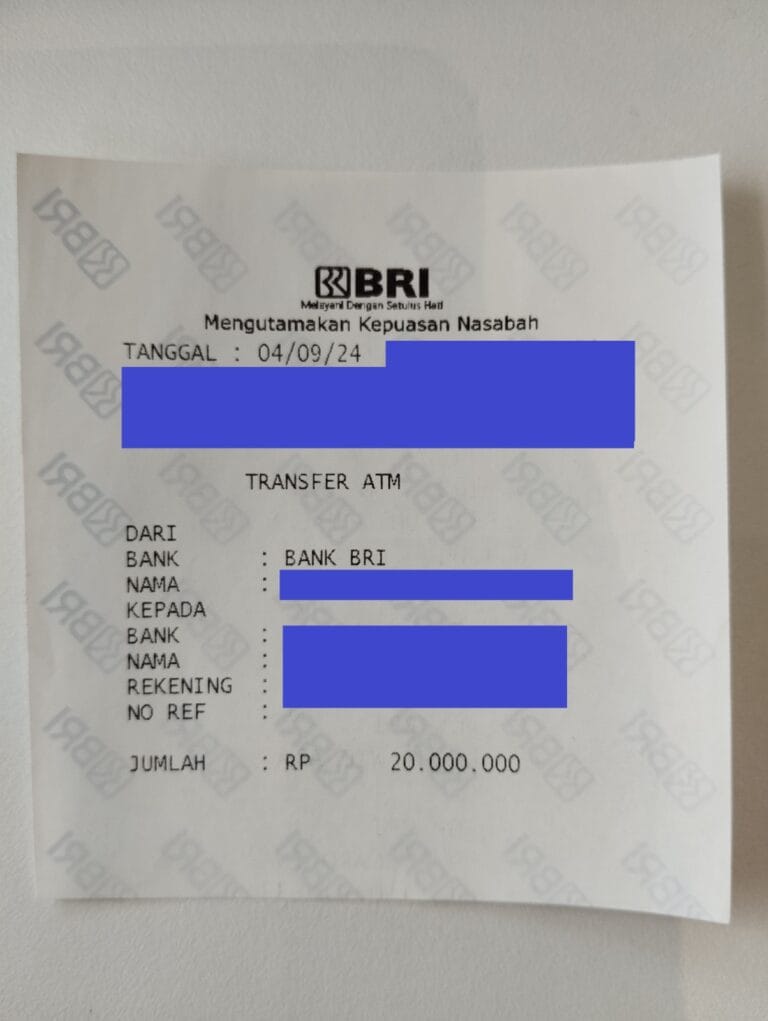 BRI
Melayani Dengan Setulus Hati
Mengutamakan Kepuasan Nasabah
TANGGAL : 04/09/24
TRANSFER ATM
DARI
BANK : BANK BRI
NAMA :
KEPADA
BANK :
NAMA :
REKENING :
NO REF :
JUMLAH : RP 20.000.000